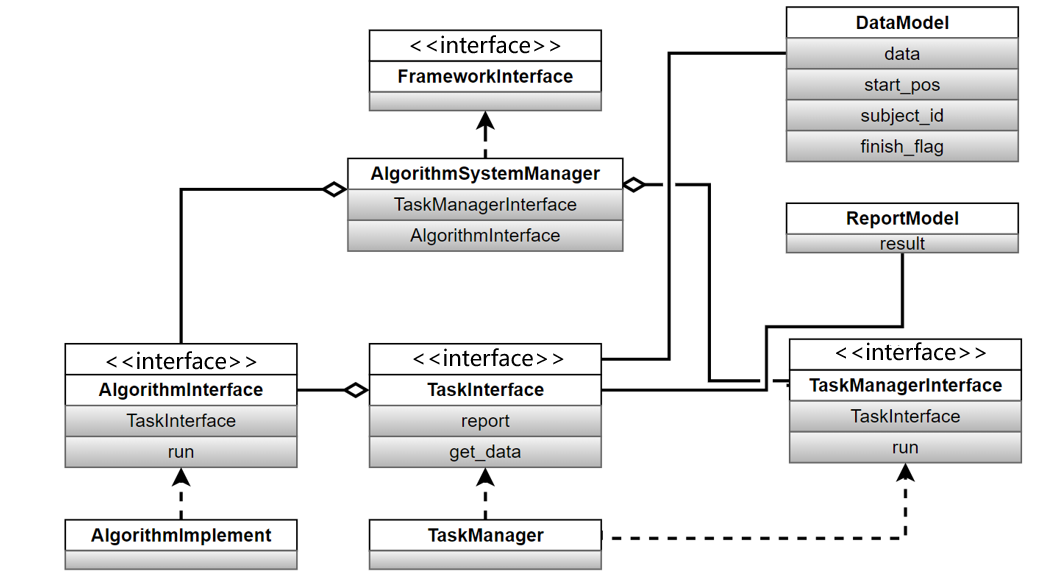 <<interface>>
FrameworkInterface
DataModel
data
start_pos
subject_id
finish_flag
AlgorithmSystemManager
TaskManagerInterface
AlgorithmInterface
ReportModel
result
<<interface>>
AlgorithmInterface
TaskInterface
run
<<interface>>
TaskInterface
report
get_data
<<interface>>
TaskManagerInterface
TaskInterface
run
AlgorithmImplement
TaskManager